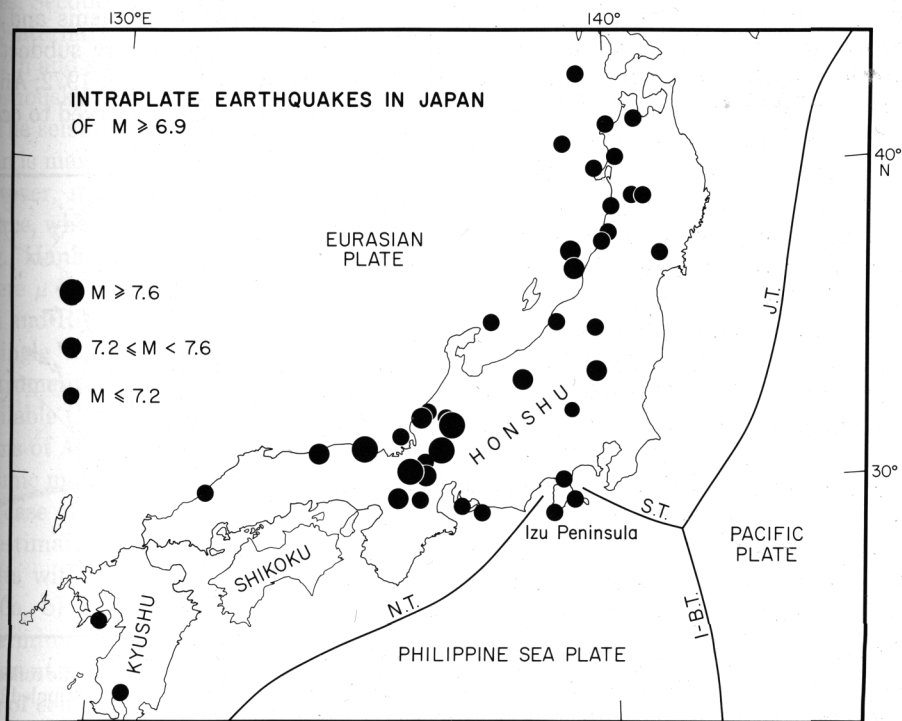 130°E
140°
INTRAPLATE EARTHQUAKES IN JAPAN
OF M ⩾ 6.9
40°
N
EURASIAN
PLATE
M ⩾ 7.6
7.2 ⩽ M < 7.6
M ⩽ 7.2
J.T.
HONSHU
30°
S.T.
Izu Peninsula
PACIFIC
PLATE
SHIKOKU
KYUSHU
N.T.
I-B.T.
PHILIPPINE SEA PLATE